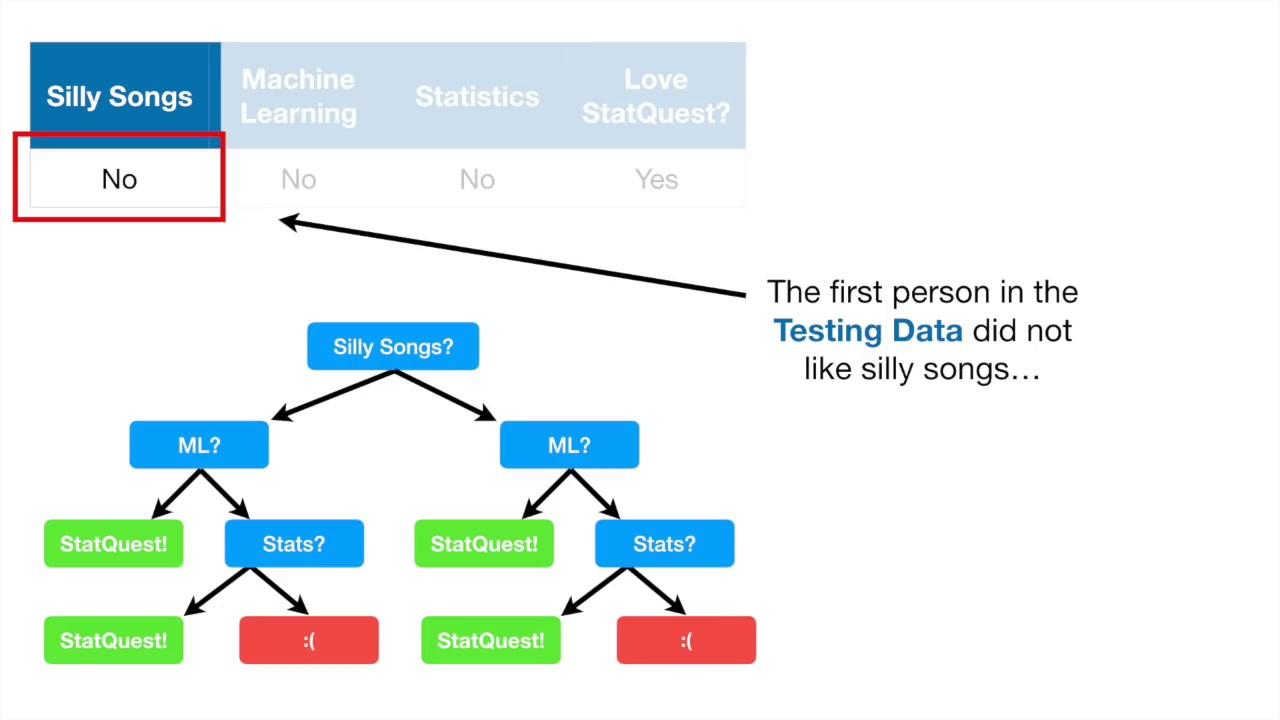 Silly Songs
Machine
Learning
Statistics
Love
StatQuest?
No
No
No
Yes
The first person in the
Testing Data did not
like silly songs…
Silly Songs?
ML?
ML?
StatQuest!
Stats?
StatQuest!
Stats?
StatQuest!
:(
StatQuest!
:(